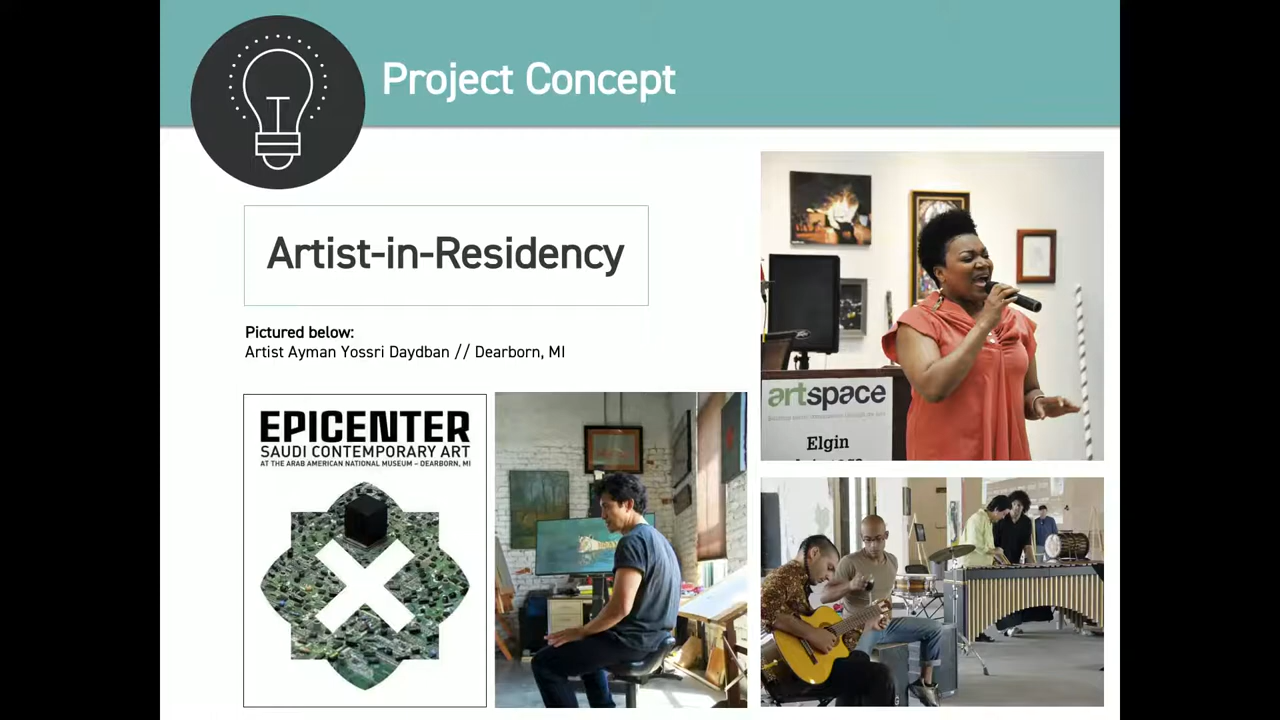 Project Concept
Artist-in-Residency
Pictured below:
Artist Ayman Yossri Daydban // Dearborn, MI
EPICENTER
SAUDI CONTEMPORARY ART
AT THE ARAB AMERICAN NATIONAL MUSEUM – DEARBORN, MI
artspace
Elgin